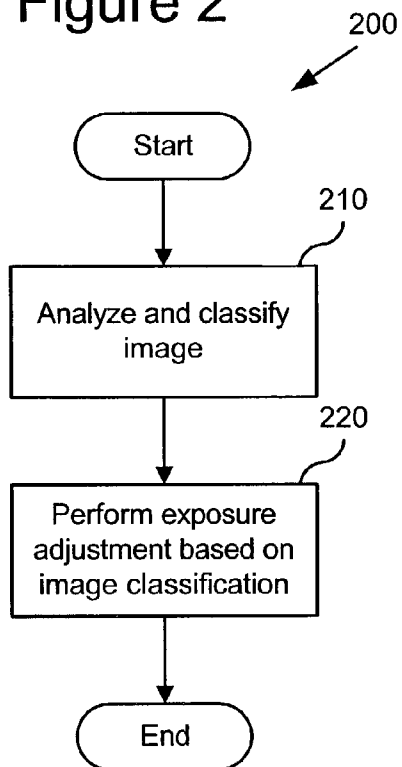 Figure 2
200
Start
210
Analyze and classify
image
220
Perform exposure
adjustment based on
image classification
End